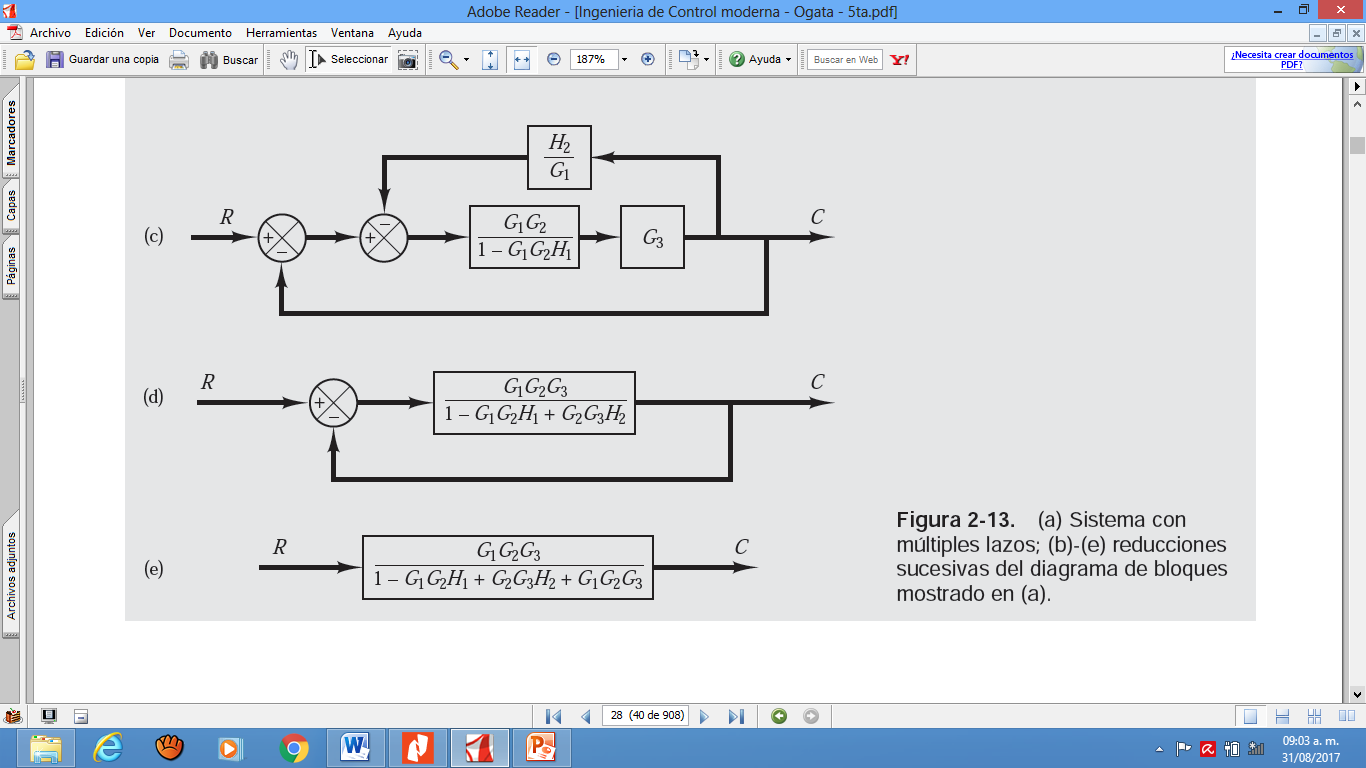 Adobe Reader - [Ingenieria de Control moderna - Ogata - 5ta.pdf]
Archivo Edición Ver Documento Herramientas Ventana Ayuda
Guardar una copia Buscar Seleccionar 187% Ayuda Buscar en Web Y! ¿Necesita crear documentos
PDF?
Marcadores
Capas
Páginas
Archivos adjuntos
H2
G1
(c) R + − + − G1G2 G3 C
1 − G1G2H1
(d) R + − G1G2G3 C
1 − G1G2H1 + G2G3H2
(e) R G1G2G3 C
1 − G1G2H1 + G2G3H2 + G1G2G3
Figura 2-13. (a) Sistema con
múltiples lazos; (b)-(e) reducciones
sucesivas del diagrama de bloques
mostrado en (a).
28 (40 de 908)
09:03 a. m.
31/08/2017